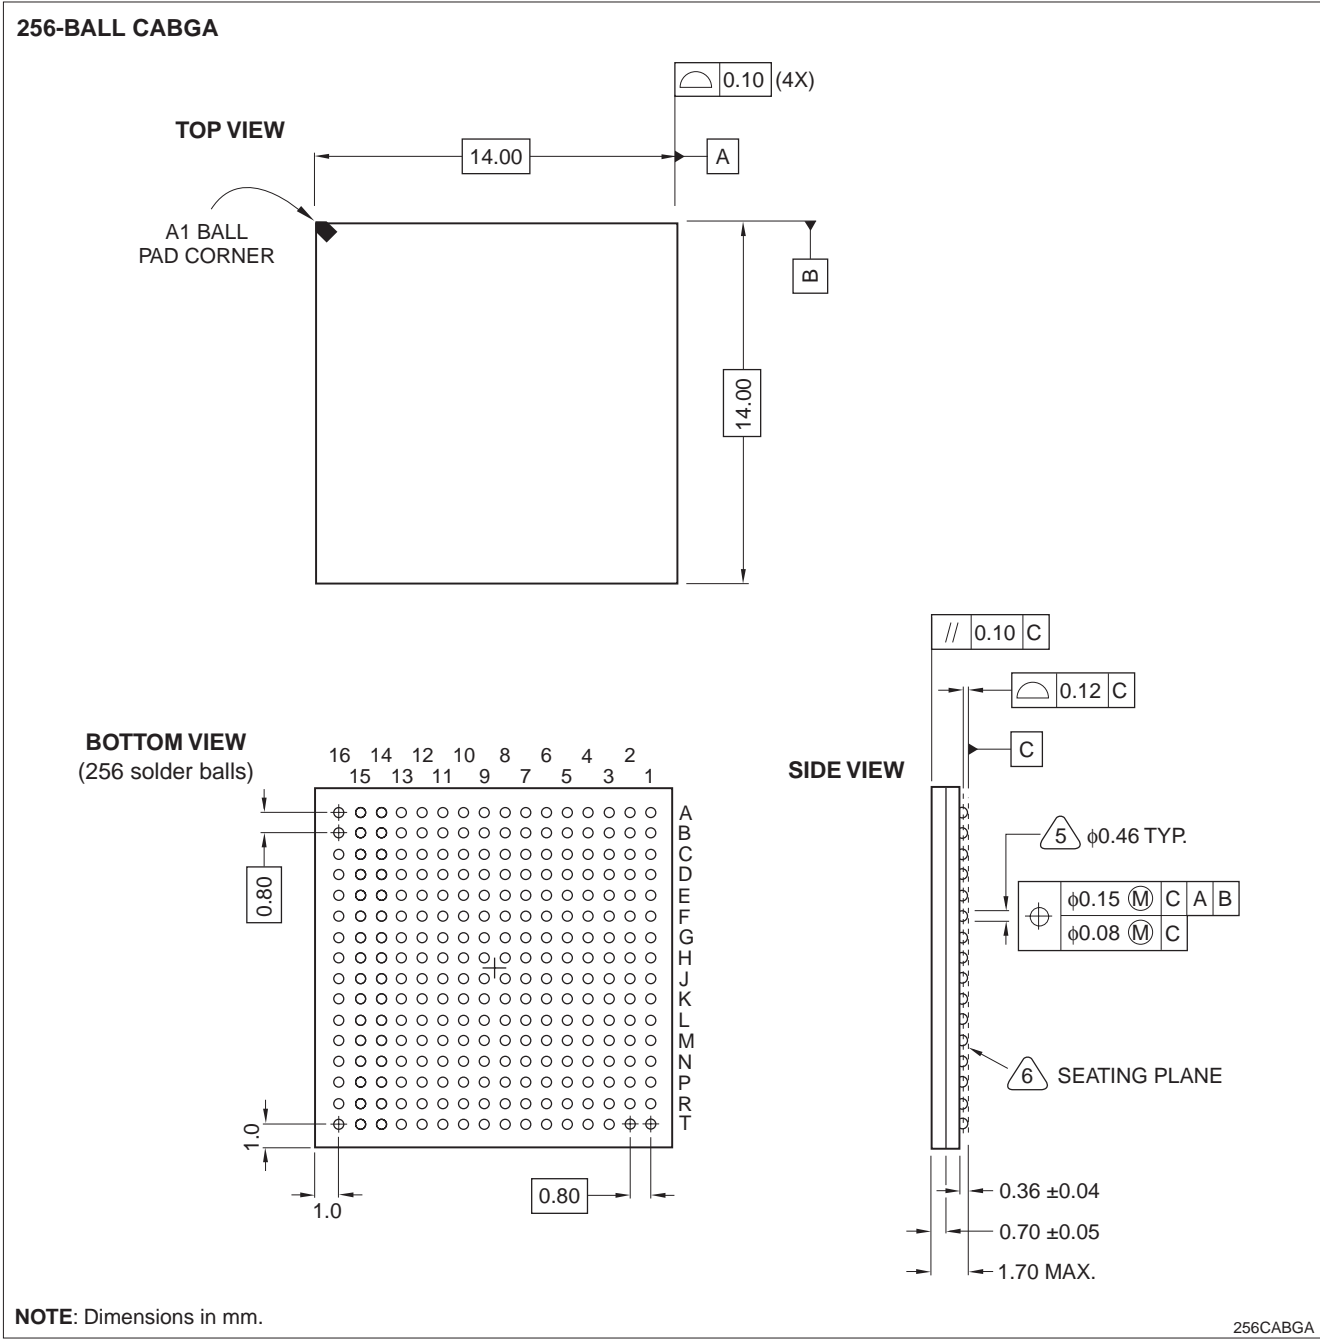 256-BALL CABGA
0.10 (4X)
TOP VIEW
14.00
A
A1 BALL
PAD CORNER
B
14.00
// 0.10 C
0.12 C
BOTTOM VIEW
(256 solder balls)
16 14 12 10 8 6 4 2
15 13 11 9 7 5 3 1
C
SIDE VIEW
A
B
C
D
E
F
G
H
J
K
L
M
N
P
R
T
0.80
5 ϕ0.46 TYP.
ϕ0.15 Ⓜ C A B
ϕ0.08 Ⓜ C
6 SEATING PLANE
1.0
1.0
0.80
0.36 ±0.04
0.70 ±0.05
1.70 MAX.
NOTE: Dimensions in mm.
256CABGA